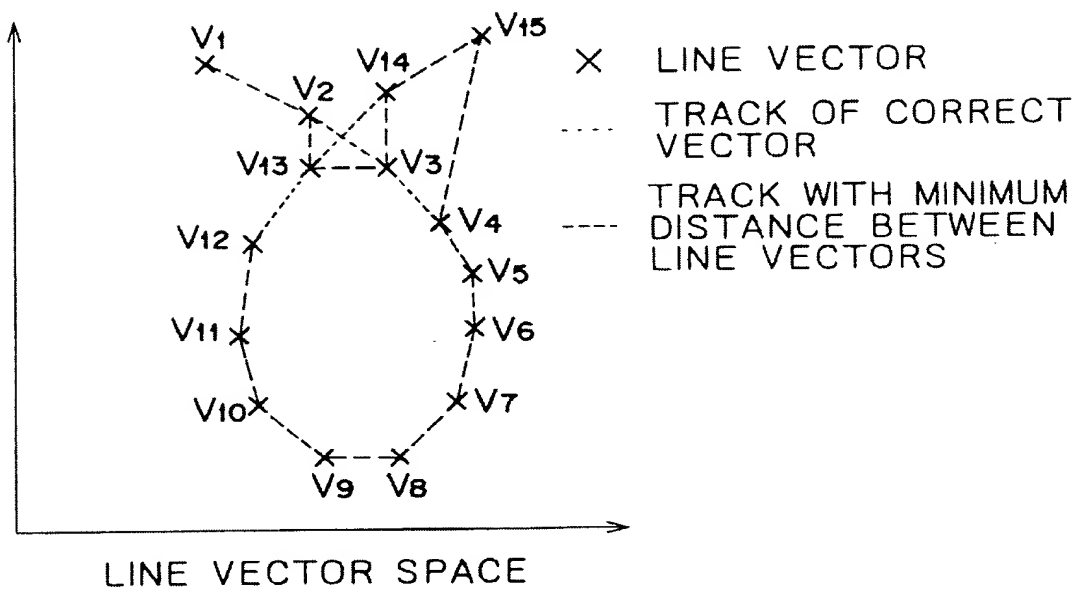 V1
V2
V14
V15
V13
V3
V4
V12
V5
V11
V6
V10
V7
V9
V8
LINE VECTOR
TRACK OF CORRECT
VECTOR
TRACK WITH MINIMUM
DISTANCE BETWEEN
LINE VECTORS
LINE VECTOR SPACE